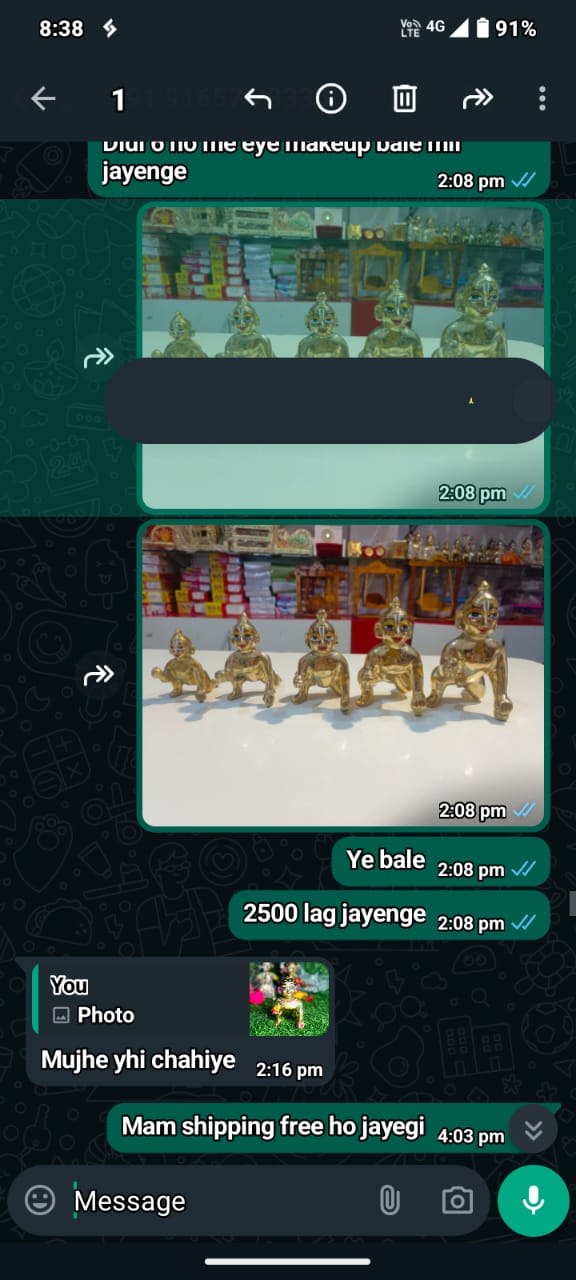 8:38
Vo
LTE
4G
91%
1
Didi 6 no me eye makeup bale mil
jayenge
2:08 pm
2:08 pm
2:08 pm
Ye bale
2:08 pm
2500 lag jayenge
2:08 pm
You
Photo
Mujhe yhi chahiye
2:16 pm
Mam shipping free ho jayegi
4:03 pm
Message